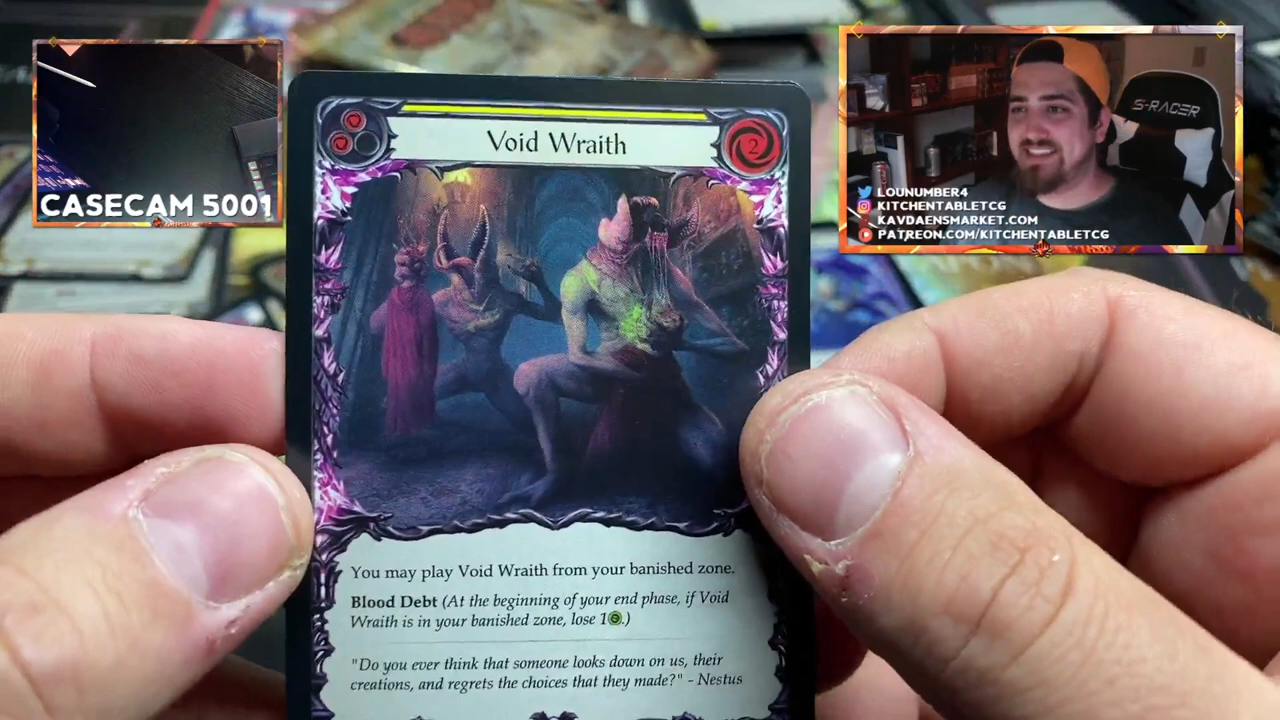 CASECAM 5001
Void Wraith
2
S-RACER
LOUNUMBER4
KITCHENTABLETCG
KAVDAENSMARKET.COM
PATREON.COM/KITCHENTABLETCG
You may play Void Wraith from your banished zone.
Blood Debt (At the beginning of your end phase, if Void
Wraith is in your banished zone, lose 1.)
"Do you ever think that someone looks down on us, their
creations, and regrets the choices that they made?" - Nestus